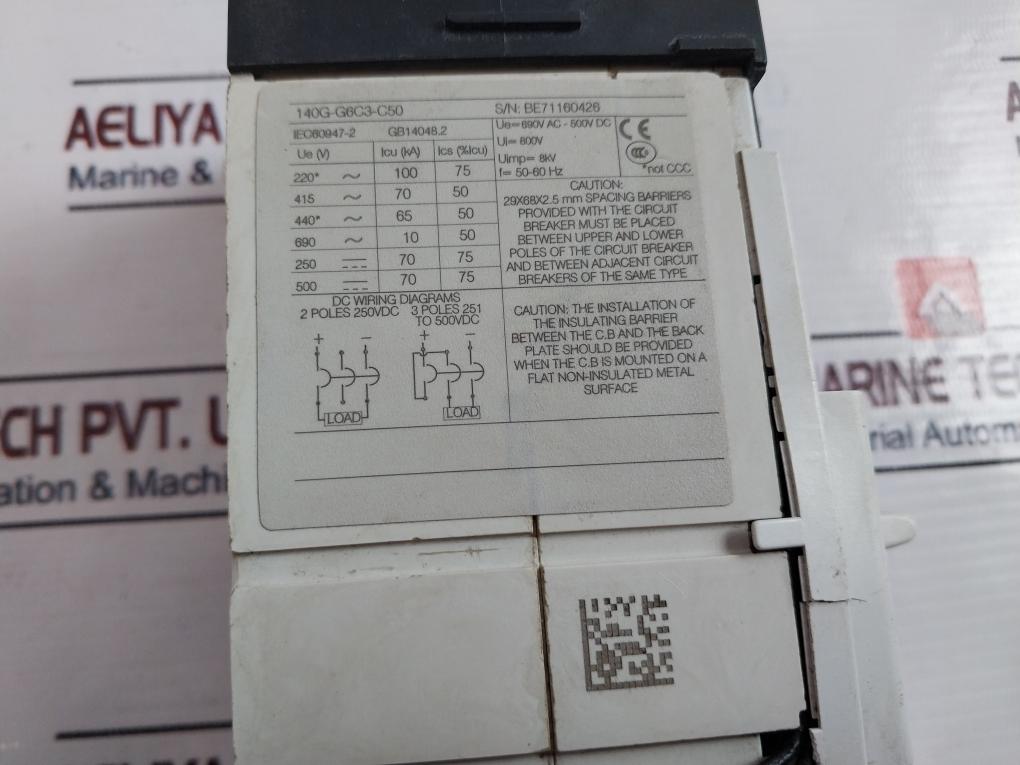 140G-G6C3-C50 S/N: BE71160426
IEC60947-2 GB14048.2
Ue (V) Icu (kA) Ics (%Icu)
220* ~ 100 75
415 ~ 70 50
440* ~ 65 50
690 ~ 10 50
250 70 75
500 70 75
Ue= 690V AC - 500V DC
Ui= 800V
Uimp= 8kV
f= 50-60 Hz
CE
CCC
*not CCC
CAUTION:
29X68X2.5 mm SPACING BARRIERS
PROVIDED WITH THE CIRCUIT
BREAKER MUST BE PLACED
BETWEEN UPPER AND LOWER
POLES OF THE CIRCUIT BREAKER
AND BETWEEN ADJACENT CIRCUIT
BREAKERS OF THE SAME TYPE
DC WIRING DIAGRAMS
2 POLES 250VDC 3 POLES 251
TO 500VDC
+ − + −
LOAD LOAD
CAUTION: THE INSTALLATION OF
THE INSULATING BARRIER
BETWEEN THE C.B AND THE BACK
PLATE SHOULD BE PROVIDED
WHEN THE C.B IS MOUNTED ON A
FLAT NON-INSULATED METAL
SURFACE
AELIYA
Marine &
CH PVT.
ation & Machin
ARINE TE
rial Automa